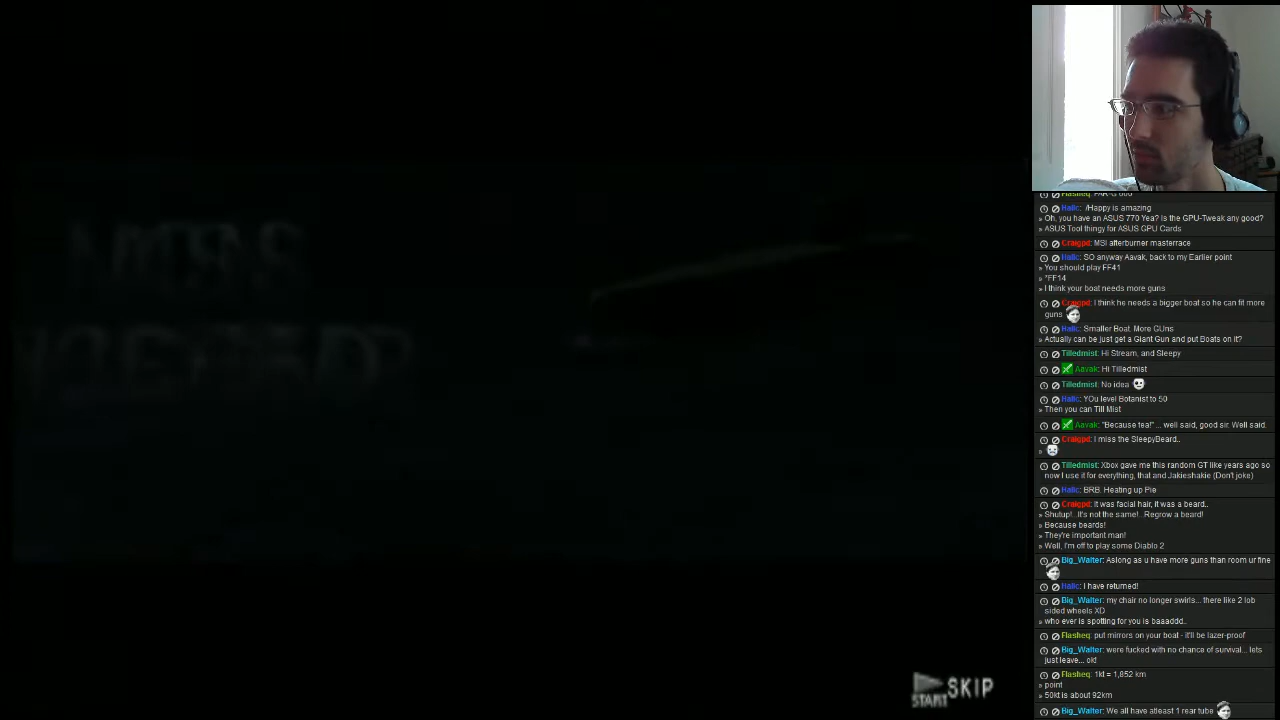 START SKIP
Flasheq:
Halic: /Happy is amazing
» Oh, you have an ASUS 770 Yea? Is the GPU-Tweak any good?
» ASUS Tool thingy for ASUS GPU Cards
Craigpd: MSI afterburner masterrace
Halic: SO anyway Aavak, back to my Earlier point
» You should play FF41
» *FF14
» I think your boat needs more guns
Craigpd: I think he needs a bigger boat so he can fit more
guns
Halic: Smaller Boat. More GUns
» Actually can be just get a Giant Gun and put Boats on it?
Tilledmist: Hi Stream, and Sleepy
Aavak: Hi Tilledmist
Tilledmist: No idea
Halic: YOu level Botanist to 50
» Then you can Till Mist
Aavak: "Because tea!" ... well said, good sir. Well said.
Craigpd: I miss the SleepyBeard..
»
Tilledmist: Xbox gave me this random GT like years ago so
now I use it for everything, that and Jakieshakie (Don't joke)
Halic: BRB. Heating up Pie
Craigpd: It was facial hair, it was a beard..
» Shutup!...It's not the same!...Regrow a beard!
» Because beards!
» They're important man!
» Well, I'm off to play some Diablo 2
Big_Walter: Aslong as u have more guns than room ur fine
Halic: I have returned!
Big_Walter: my chair no longer swirls... there like 2 lob
sided wheels XD
» who ever is spotting for you is baaaddd..
Flasheq: put mirrors on your boat - it'll be lazer-proof
Big_Walter: were fucked with no chance of survival... lets
just leave... ok!
Flasheq: 1kt = 1,852 km
» point
» 50kt is about 92km
Big_Walter: We all have atleast 1 rear tube